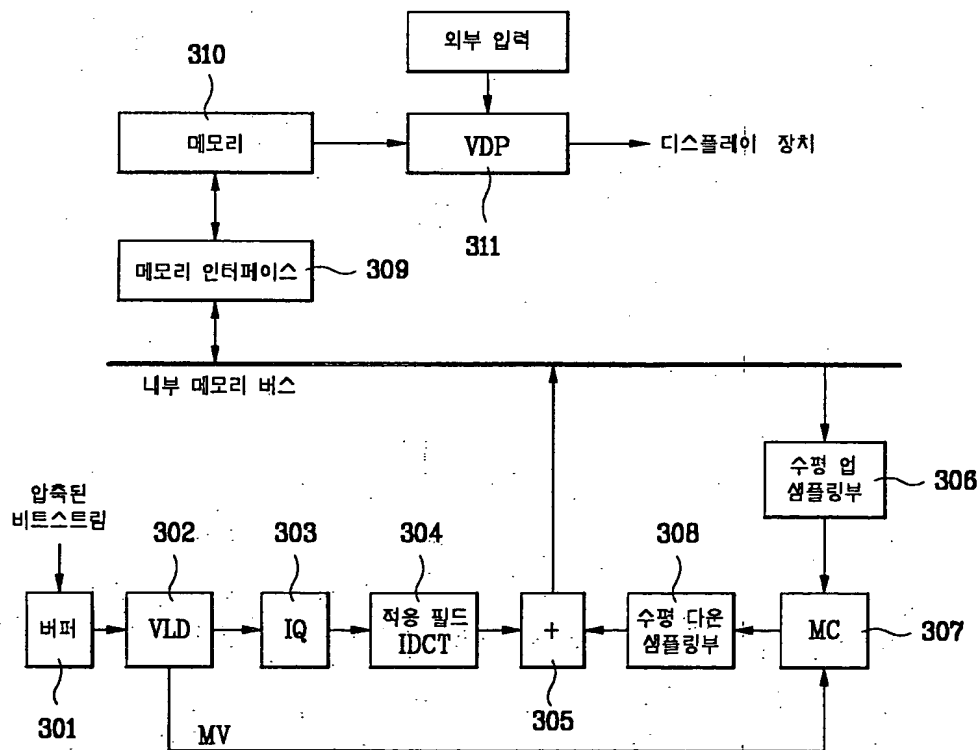 외부 입력
310
메모리
VDP
디스플레이 장치
311
메모리 인터페이스
309
내부 메모리 버스
수평 업
샘플링부
306
압축된
비트스트림
302
303
304
308
버퍼
VLD
IQ
적응 필드
IDCT
+
수평 다운
샘플링부
MC
307
301
305
MV